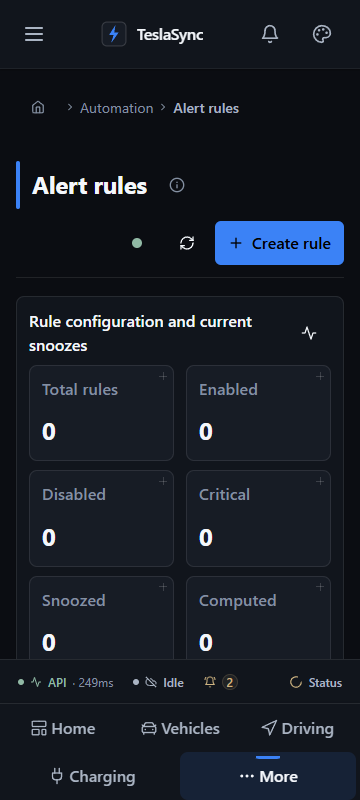 TeslaSync
Automation Alert rules
Alert rules
+ Create rule
Rule configuration and current
snoozes
Total rules
Enabled
0
0
Disabled
Critical
0
0
Snoozed
Computed
0
0
API · 249ms
Idle
2
Status
Home
Vehicles
Driving
Charging
More